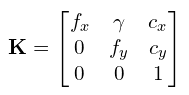 K = [ f_x γ c_x
0 f_y c_y
0 0 1 ]